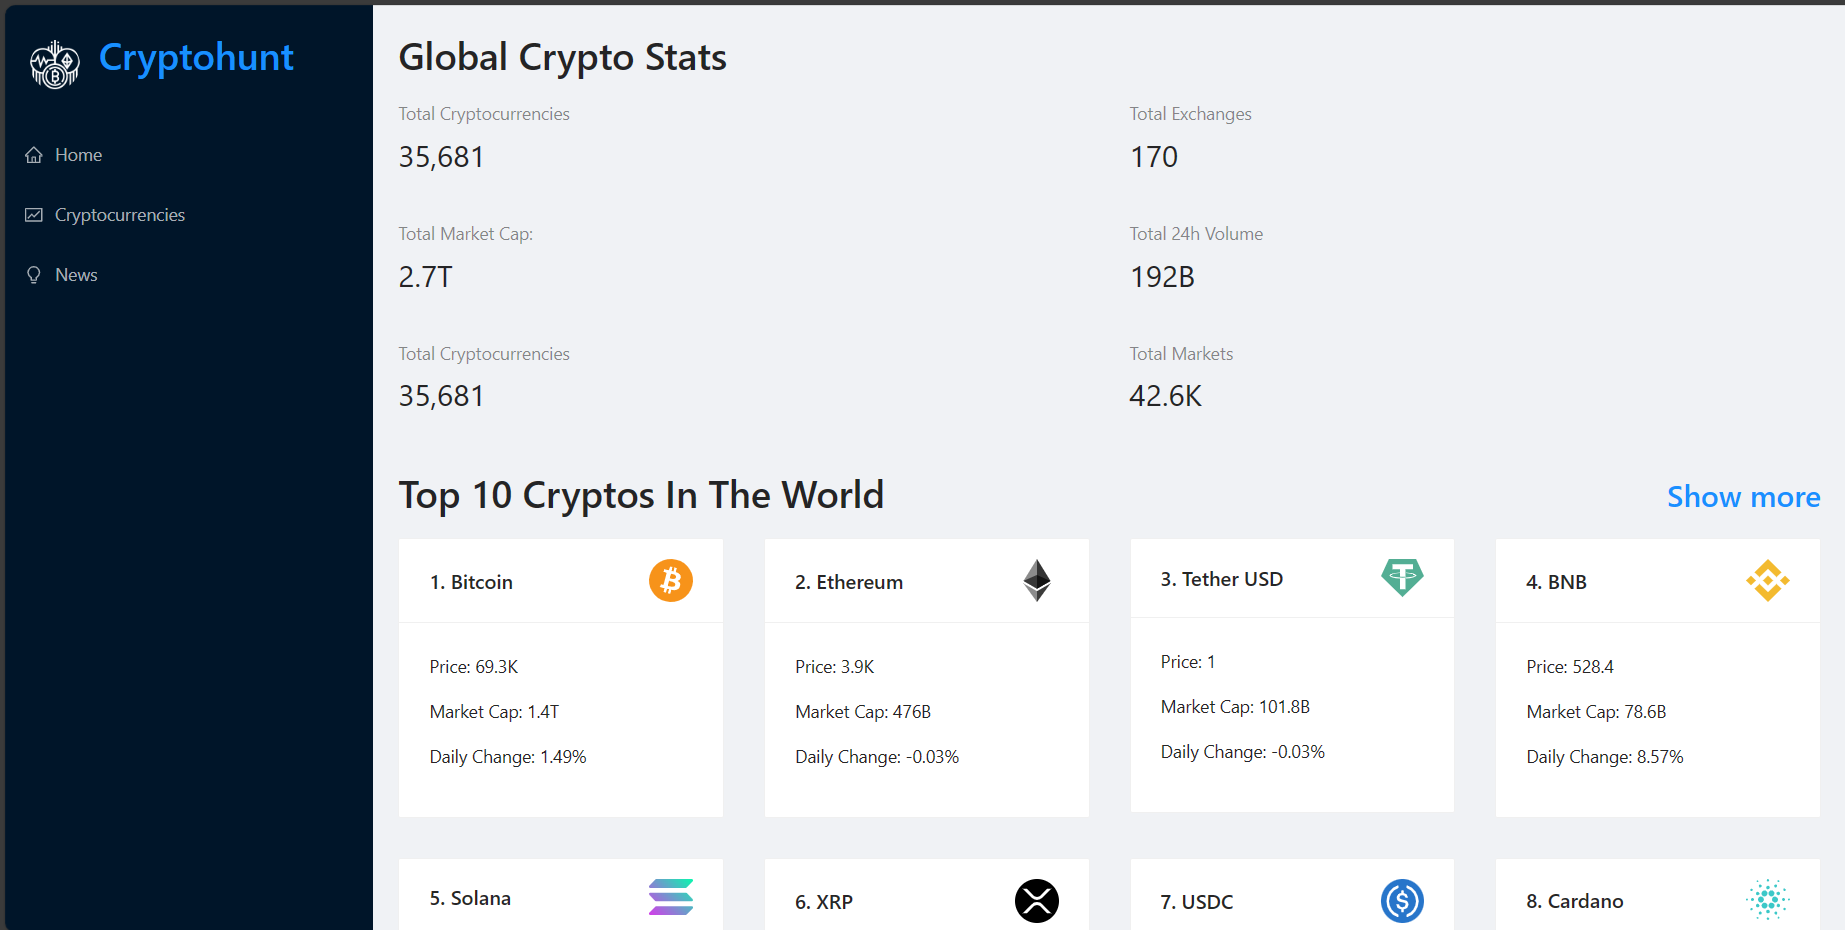 Cryptohunt
Home
Cryptocurrencies
News
Global Crypto Stats
Total Cryptocurrencies
35,681
Total Exchanges
170
Total Market Cap:
2.7T
Total 24h Volume
192B
Total Cryptocurrencies
35,681
Total Markets
42.6K
Top 10 Cryptos In The World
Show more
1. Bitcoin
Price: 69.3K
Market Cap: 1.4T
Daily Change: 1.49%
2. Ethereum
Price: 3.9K
Market Cap: 476B
Daily Change: -0.03%
3. Tether USD
Price: 1
Market Cap: 101.8B
Daily Change: -0.03%
4. BNB
Price: 528.4
Market Cap: 78.6B
Daily Change: 8.57%
5. Solana
6. XRP
7. USDC
8. Cardano